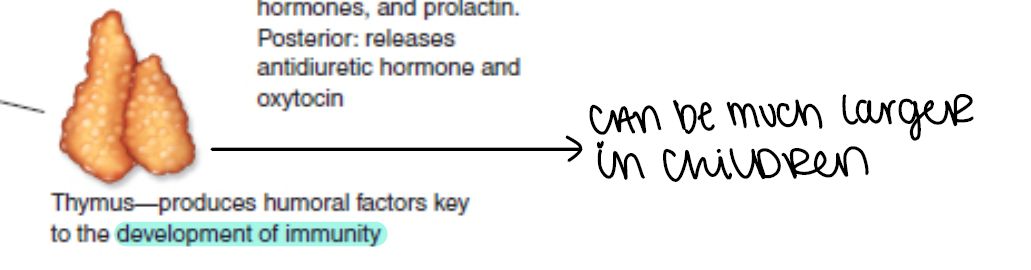 hormones, and prolactin.
Posterior: releases
antidiuretic hormone and
oxytocin
can be much larger
in children
Thymus—produces humoral factors key
to the development of immunity